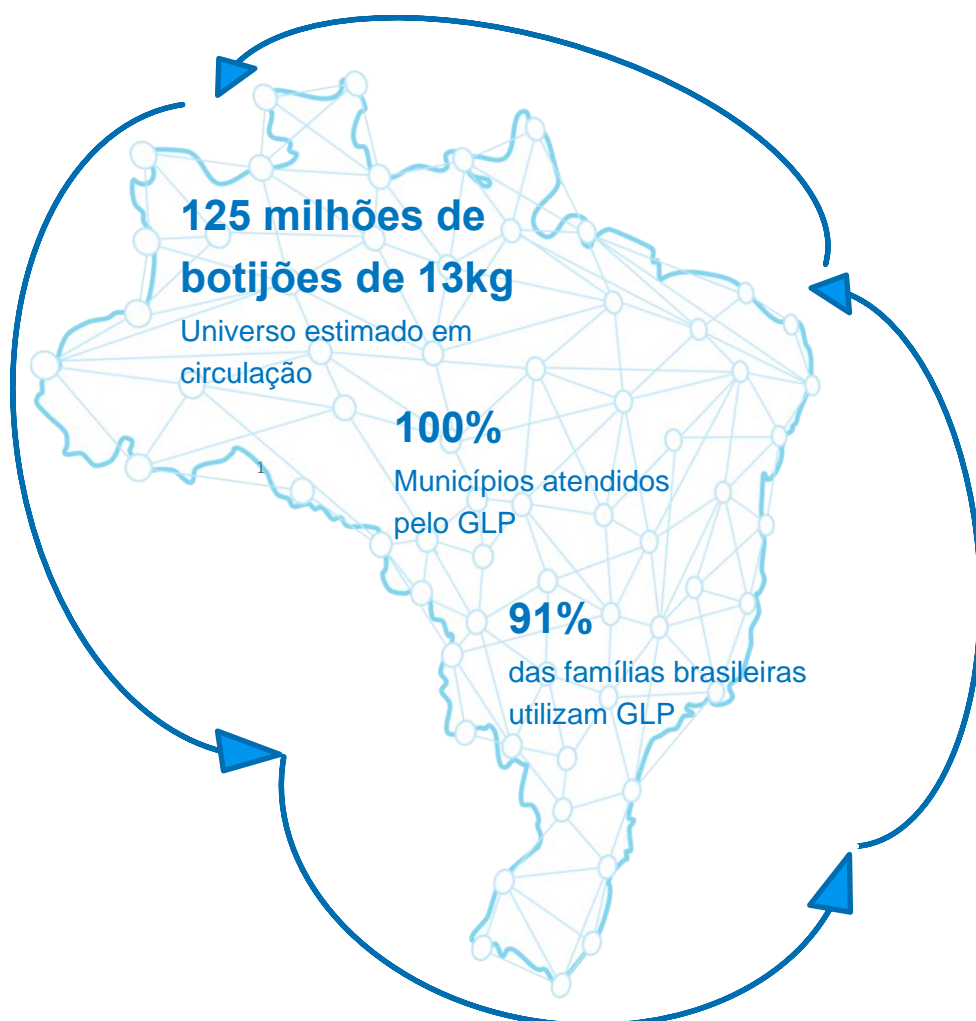 125 milhões de
botijões de 13kg
Universo estimado em
circulação
100%
1
Municípios atendidos
pelo GLP
91%
das famílias brasileiras
utilizam GLP